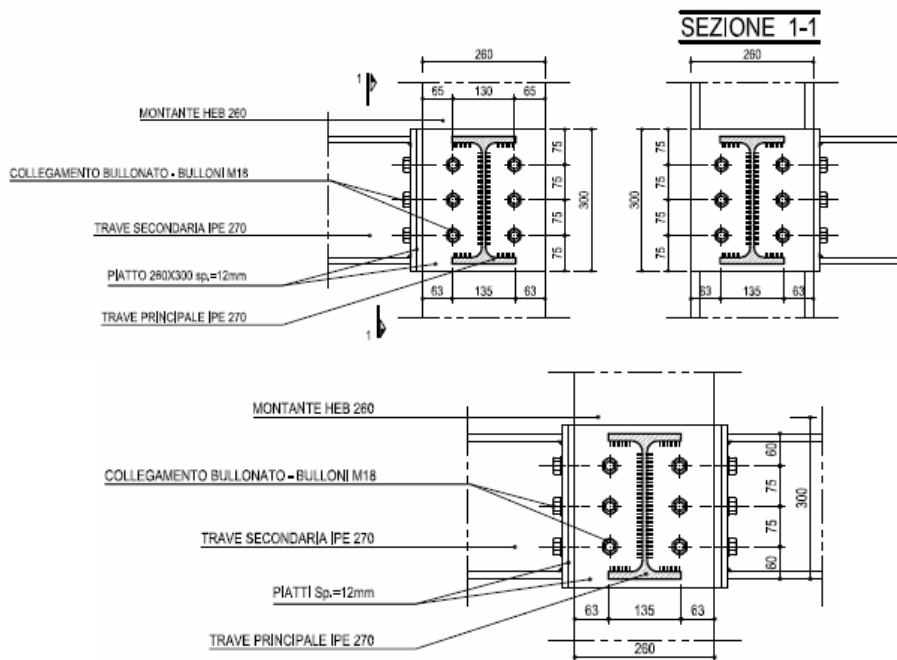 SEZIONE 1-1
260
260
1
65 130 65
MONTANTE HEB 260
75
75
COLLEGAMENTO BULLONATO - BULLONI M18
75
75
300
300
TRAVE SECONDARIA IPE 270
75
75
PIATTO 260X300 sp.=12mm
75
75
63 135 63
63 135 63
TRAVE PRINCIPALE IPE 270
1
MONTANTE HEB 260
60
COLLEGAMENTO BULLONATO - BULLONI M18
75
300
TRAVE SECONDARIA IPE 270
75
60
PIATTI Sp.=12mm
63 135 63
TRAVE PRINCIPALE IPE 270
260